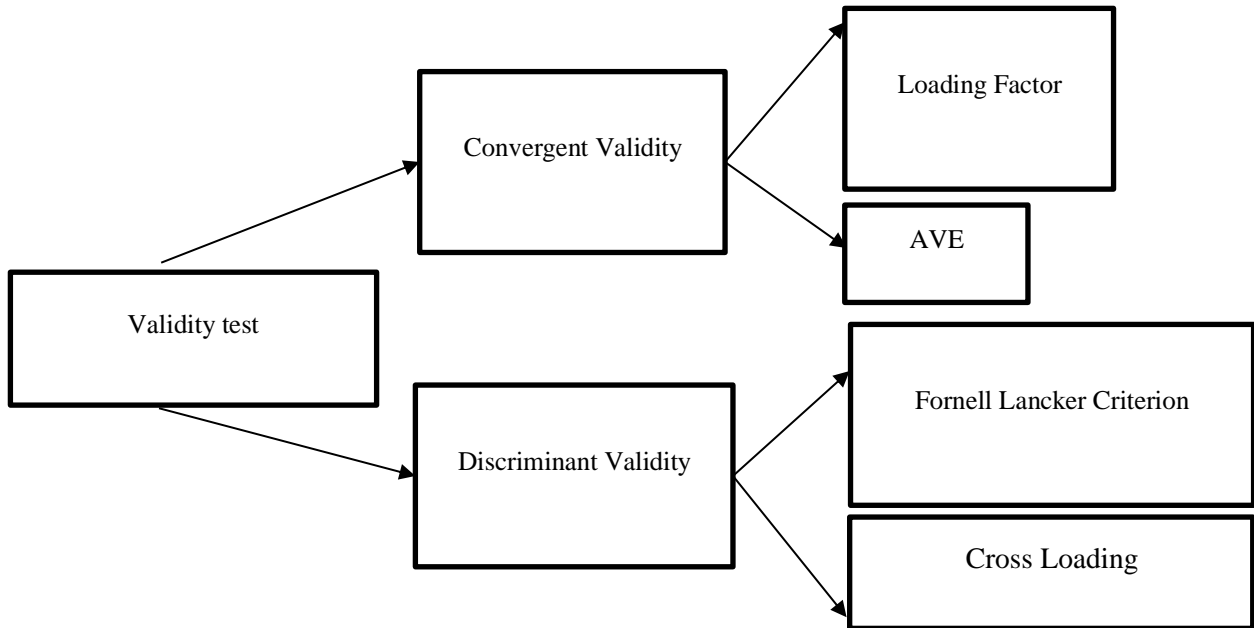 Validity test
Convergent Validity
Loading Factor
AVE
Discriminant Validity
Fornell Lancker Criterion
Cross Loading